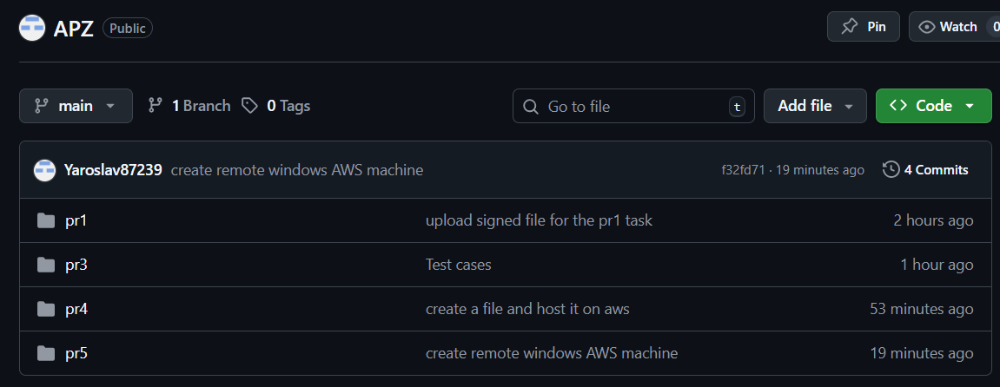 APZ Public Pin Watch 0
main 1 Branch 0 Tags Go to file t Add file Code
Yaroslav87239 create remote windows AWS machine f32fd71 · 19 minutes ago 4 Commits
pr1 upload signed file for the pr1 task 2 hours ago
pr3 Test cases 1 hour ago
pr4 create a file and host it on aws 53 minutes ago
pr5 create remote windows AWS machine 19 minutes ago